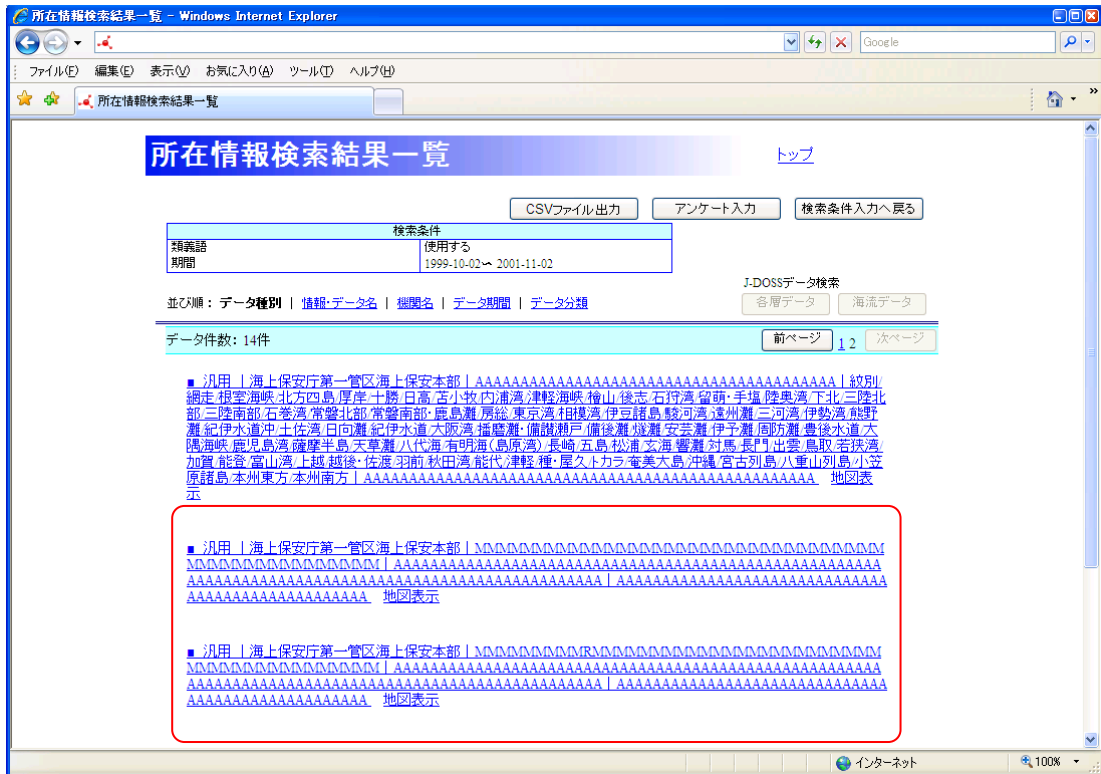 所在情報検索結果一覧 - Windows Internet Explorer
Google
ファイル(F) 編集(E) 表示(V) お気に入り(A) ツール(T) ヘルプ(H)
所在情報検索結果一覧
所在情報検索結果一覧
トップ
CSVファイル出力 アンケート入力 検索条件入力へ戻る
検索条件
類義語 使用する
期間 1999-10-02～ 2001-11-02
J-DOSSデータ検索
並び順： データ種別 | 情報・データ名 | 機関名 | データ期間 | データ分類
各層データ 海流データ
データ件数: 14件
前ページ 1 2 次ページ
■ 汎用 | 海上保安庁第一管区海上保安本部 | AAAAAAAAAAAAAAAAAAAAAAAAAAAAAAAAAAAAAAAA | 紋別/
網走/根室海峡/北方四島/厚岸/十勝/日高/苫小牧/内浦湾/津軽海峡/檜山/後志/石狩湾/留萌・手塩/陸奥湾/下北/三陸北
部/三陸南部/石巻湾/常磐北部/常磐南部・鹿島灘/房総/東京湾/相模湾/伊豆諸島/駿河湾/遠州灘/三河湾/伊勢湾/熊野
灘/紀伊水道沖/土佐湾/日向灘/紀伊水道/大阪湾/播磨灘・備讃瀬戸/備後灘/燧灘/安芸灘/伊予灘/周防灘/豊後水道/大
隅海峡/鹿児島湾/薩摩半島/天草灘/八代海/有明海(島原湾)/長崎/五島/松浦/玄海/響灘/対馬/長門/出雲/鳥取/若狭湾/
加賀/能登/富山湾/上越/越後・佐渡/羽前/秋田湾/能代/津軽/種・屋久/トカラ/奄美大島/沖縄/宮古列島/八重山列島/小笠
原諸島/本州東方/本州南方 | AAAAAAAAAAAAAAAAAAAAAAAAAAAAAAAAAAAAAAAAAAAAAAAAAA 地図表
示
■ 汎用 | 海上保安庁第一管区海上保安本部 | MMMMMMMMMMMMMMMMMMMMMMMMMMMMMMMMMM
MMMMMMMMMMMMMMMM | AAAAAAAAAAAAAAAAAAAAAAAAAAAAAAAAAAAAAAAAAAAAAAAAAAAAAA
AAAAAAAAAAAAAAAAAAAAAAAAAAAAAAAAAAAAAAAAAAAAAA | AAAAAAAAAAAAAAAAAAAAAAAAAAAAAA
AAAAAAAAAAAAAAAAAAAA 地図表示
■ 汎用 | 海上保安庁第一管区海上保安本部 | MMMMMMMMMRMMMMMMMMMMMMMMMMMMMMMMMM
MMMMMMMMMMMMMMMM | AAAAAAAAAAAAAAAAAAAAAAAAAAAAAAAAAAAAAAAAAAAAAAAAAAAAAA
AAAAAAAAAAAAAAAAAAAAAAAAAAAAAAAAAAAAAAAAAAAAAA | AAAAAAAAAAAAAAAAAAAAAAAAAAAAAA
AAAAAAAAAAAAAAAAAAAA 地図表示
インターネット 100%